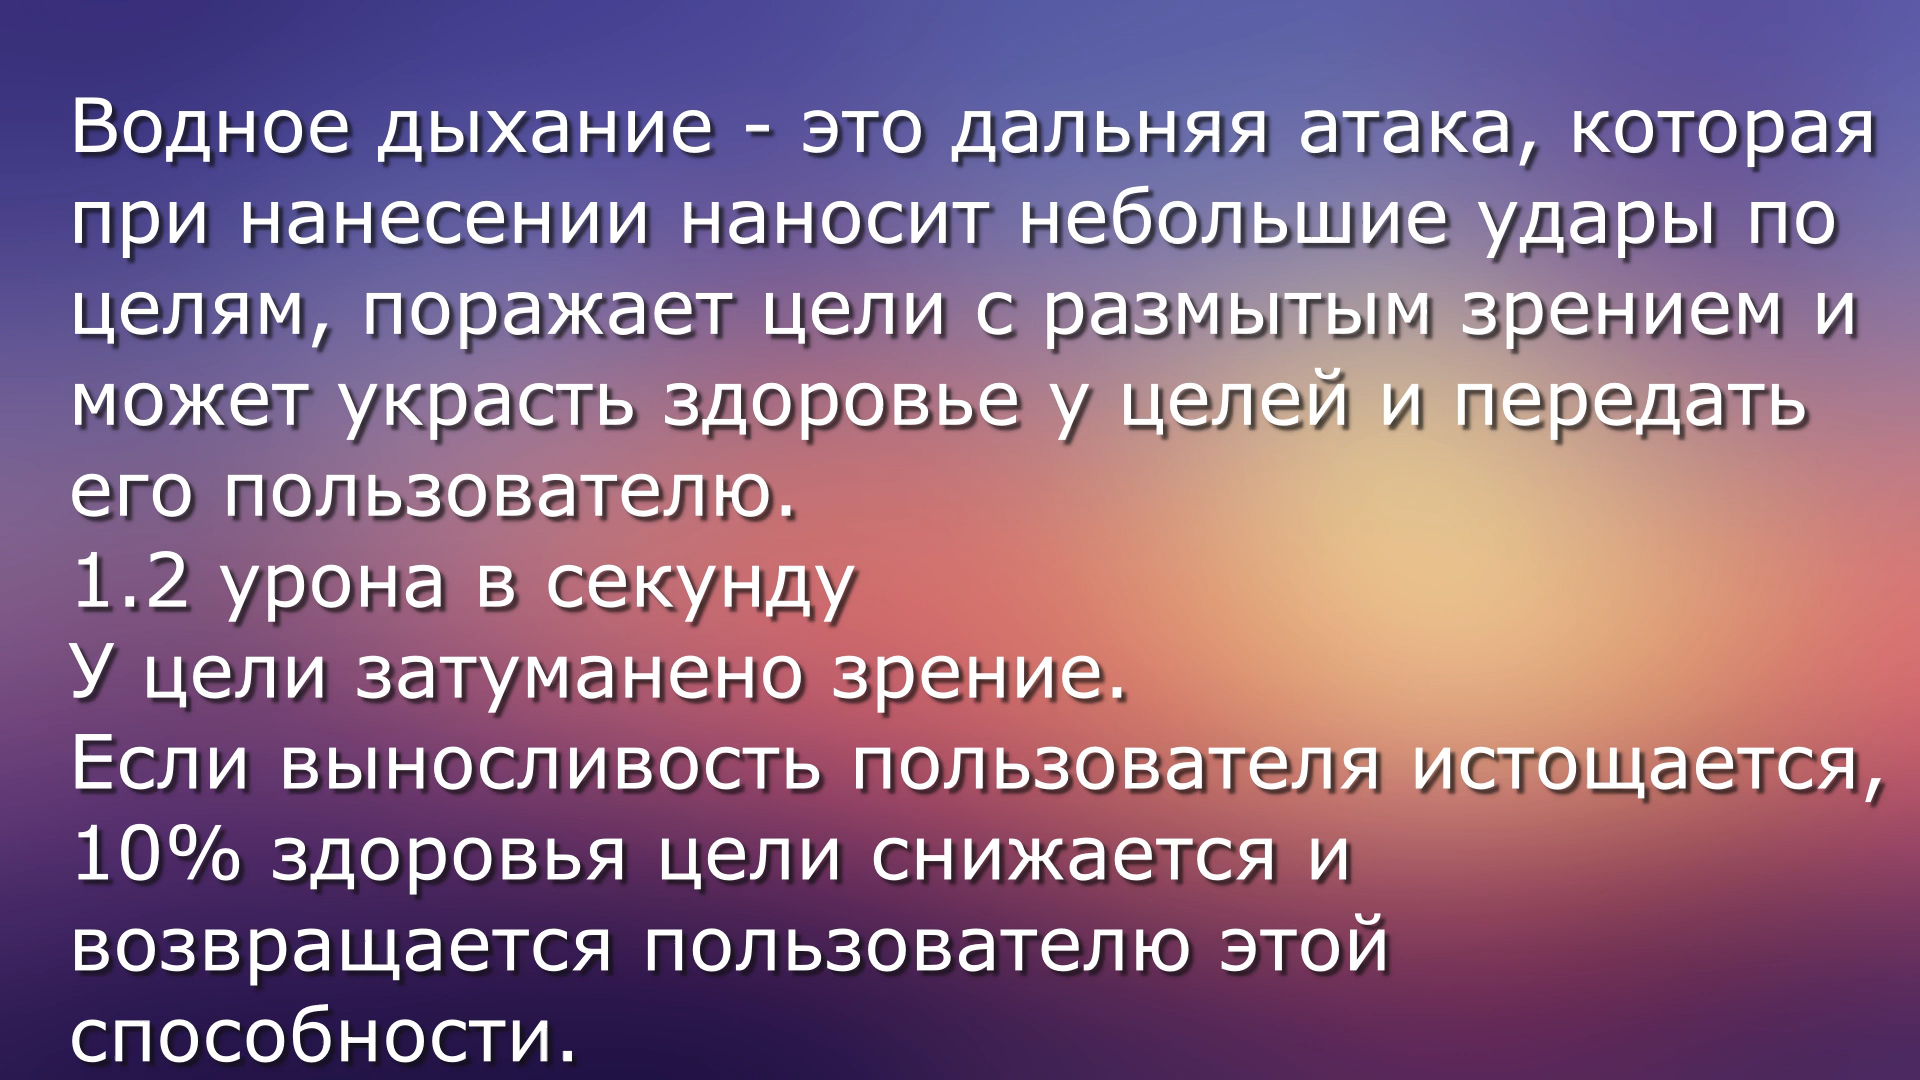 Водное дыхание - это дальняя атака, которая
при нанесении наносит небольшие удары по
целям, поражает цели с размытым зрением и
может украсть здоровье у целей и передать
его пользователю.
1.2 урона в секунду
У цели затуманено зрение.
Если выносливость пользователя истощается,
10% здоровья цели снижается и
возвращается пользователю этой
способности.